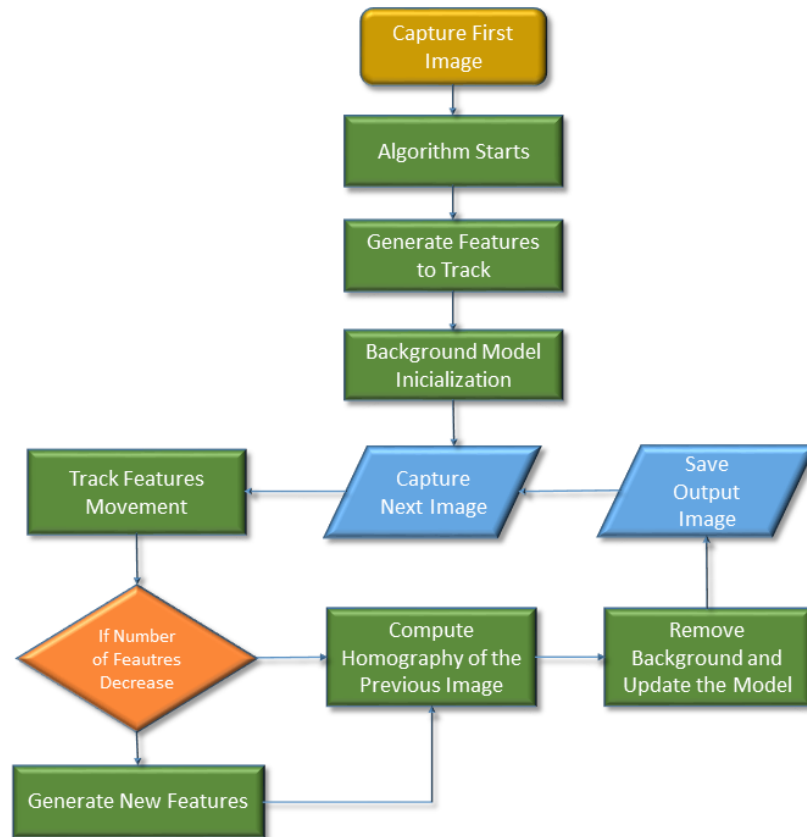 Capture First
Image
Algorithm Starts
Generate Features
to Track
Background Model
Inicialization
Capture
Next Image
Track Features
Movement
Save
Output
Image
If Number
of Feautres
Decrease
Compute
Homography of the
Previous Image
Remove
Background and
Update the Model
Generate New Features